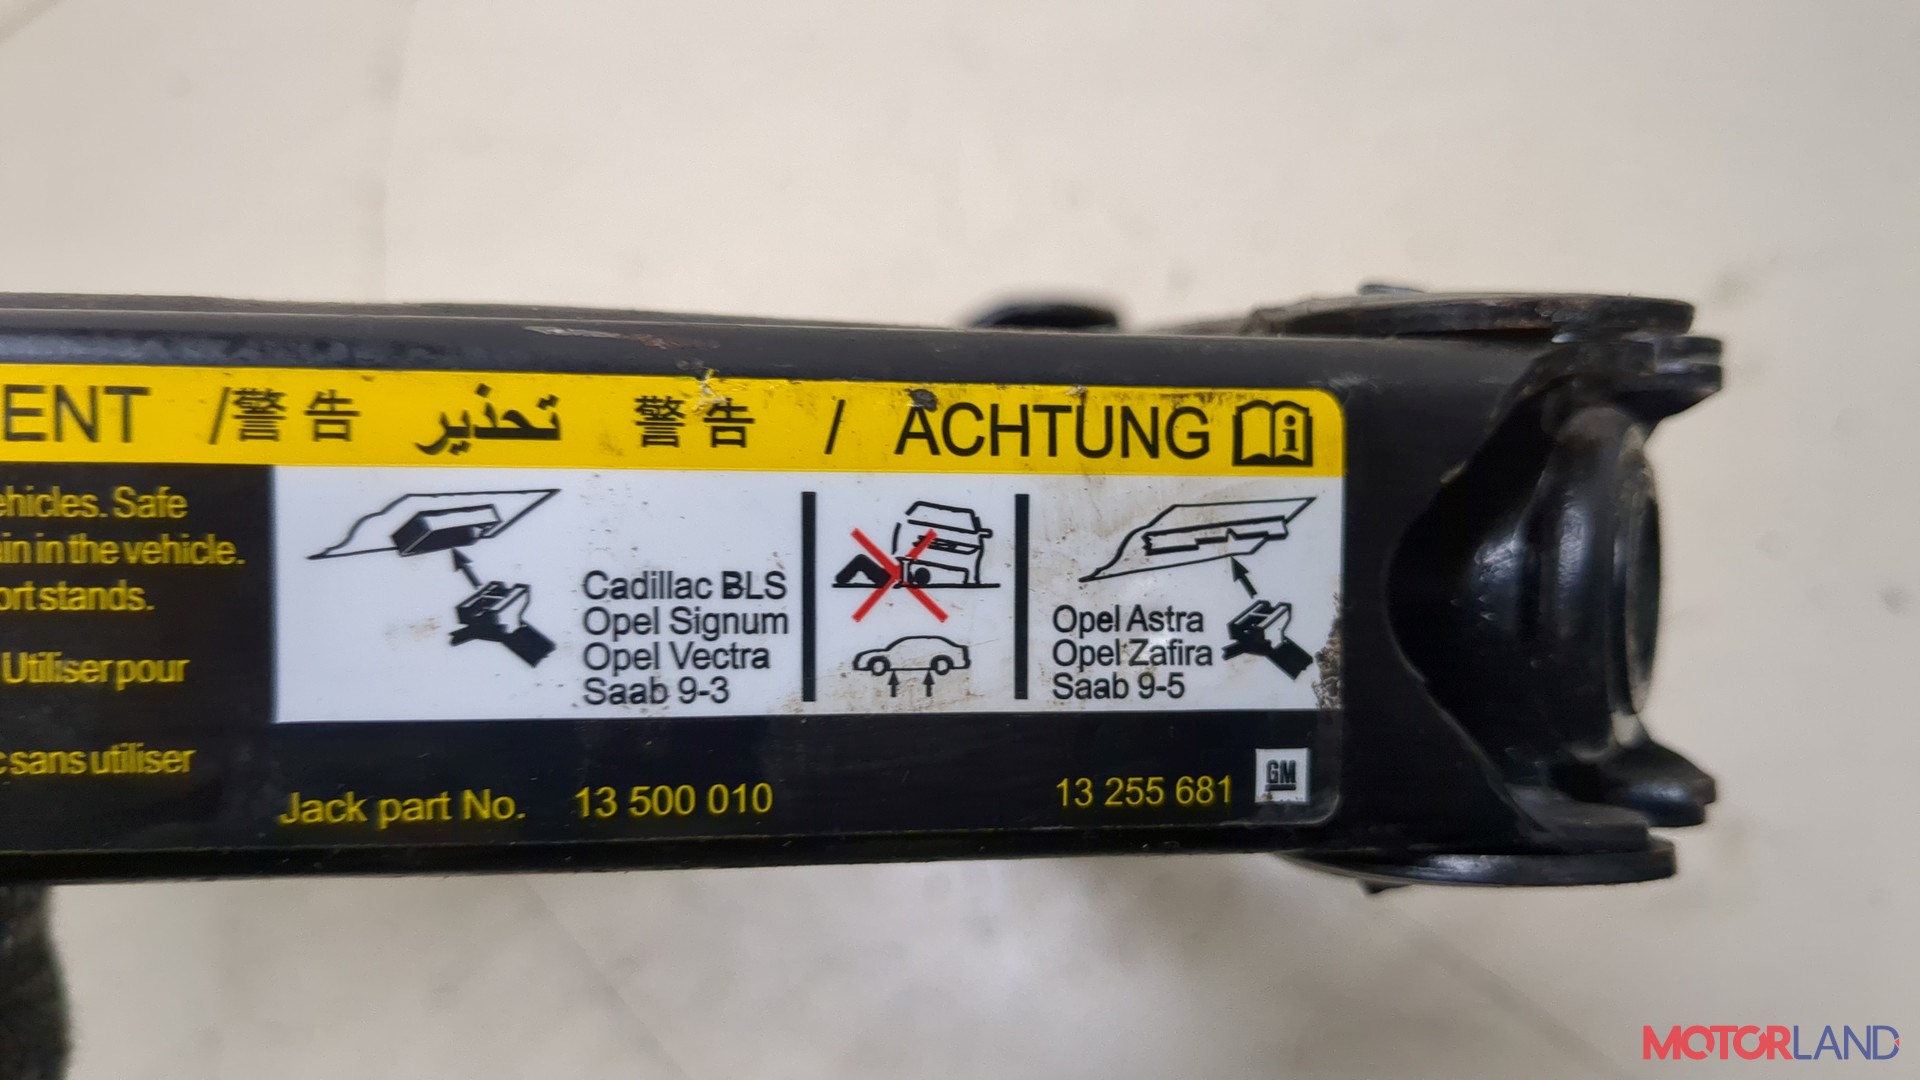 ENT /警告 تحذير 警告 / ACHTUNG
ehicles. Safe
in in the vehicle.
ort stands.
Utiliser pour
c sans utiliser
Cadillac BLS
Opel Signum
Opel Vectra
Saab 9-3
Opel Astra
Opel Zafira
Saab 9-5
Jack part No. 13 500 010
13 255 681 GM
MOTORLAND